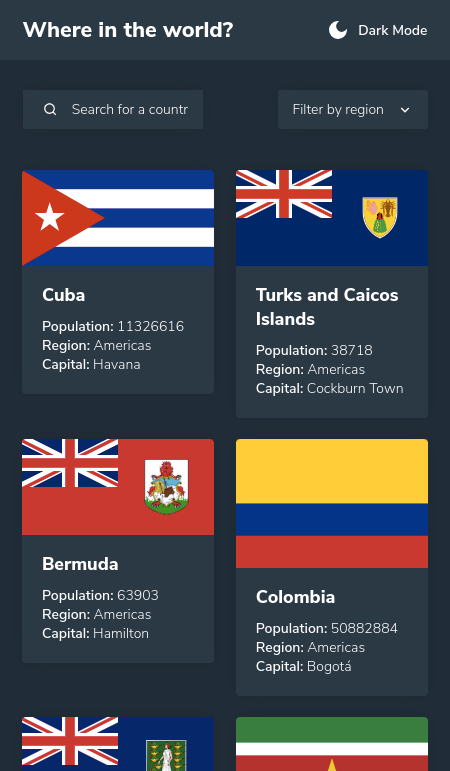 Where in the world?
Dark Mode
Search for a countr
Filter by region
Cuba
Population: 11326616
Region: Americas
Capital: Havana
Turks and Caicos
Islands
Population: 38718
Region: Americas
Capital: Cockburn Town
Bermuda
Population: 63903
Region: Americas
Capital: Hamilton
Colombia
Population: 50882884
Region: Americas
Capital: Bogotá